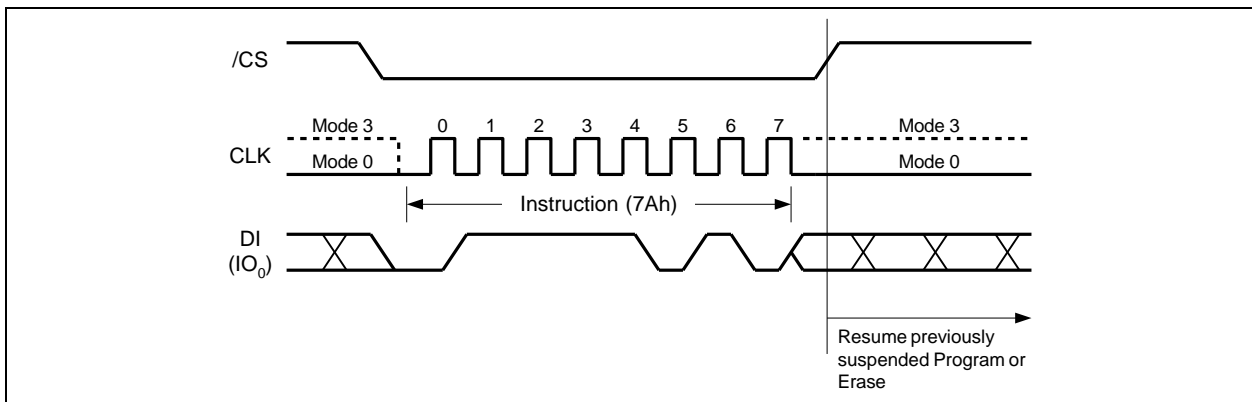 /CS
Mode 3 0 1 2 3 4 5 6 7 Mode 3
CLK
Mode 0 Mode 0
Instruction (7Ah)
DI
(IO0)
Resume previously
suspended Program or
Erase